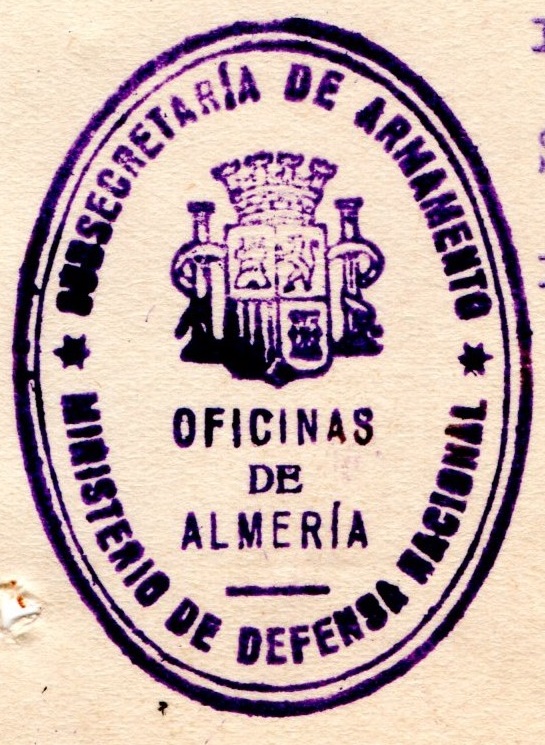 SUBSECRETARÍA DE ARMAMENTO
OFICINAS
DE
ALMERÍA
MINISTERIO DE DEFENSA NACIONAL